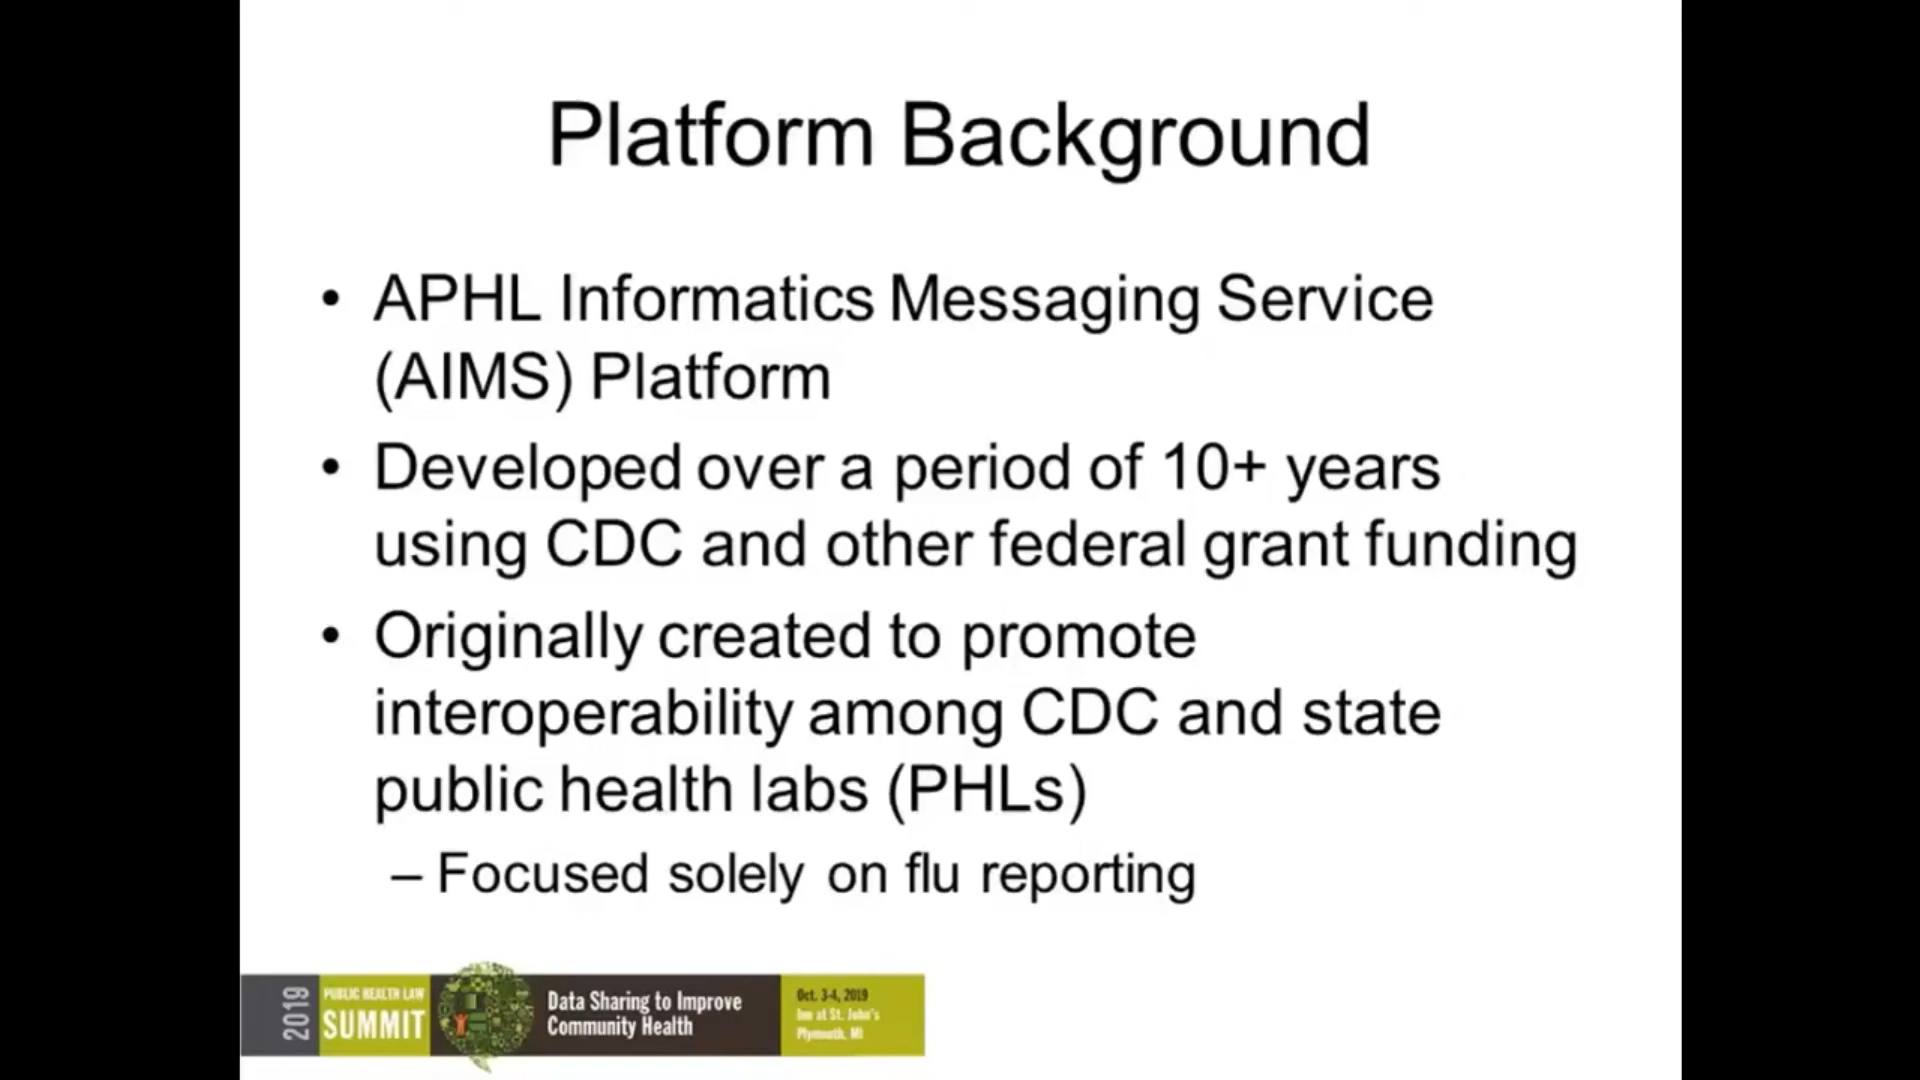 Platform Background
• APHL Informatics Messaging Service
(AIMS) Platform
• Developed over a period of 10+ years
using CDC and other federal grant funding
• Originally created to promote
interoperability among CDC and state
public health labs (PHLs)
– Focused solely on flu reporting
2019
PUBLIC HEALTH LAW
SUMMIT
Data Sharing to Improve
Community Health
Oct. 3-4, 2019
Inn at St. John's
Plymouth, MI